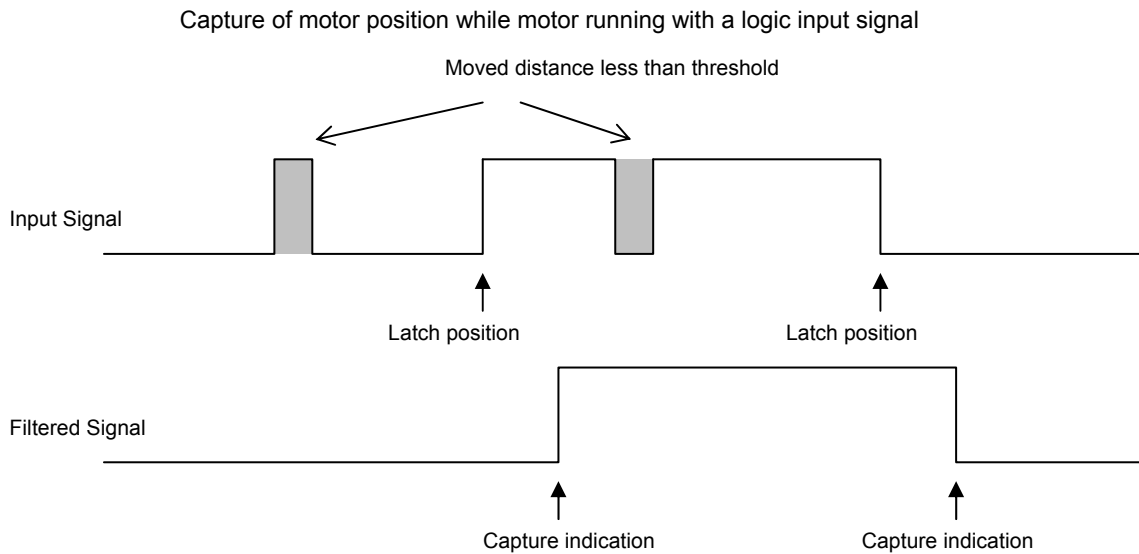 Capture of motor position while motor running with a logic input signal
Moved distance less than threshold
Input Signal
Latch position
Latch position
Filtered Signal
Capture indication
Capture indication